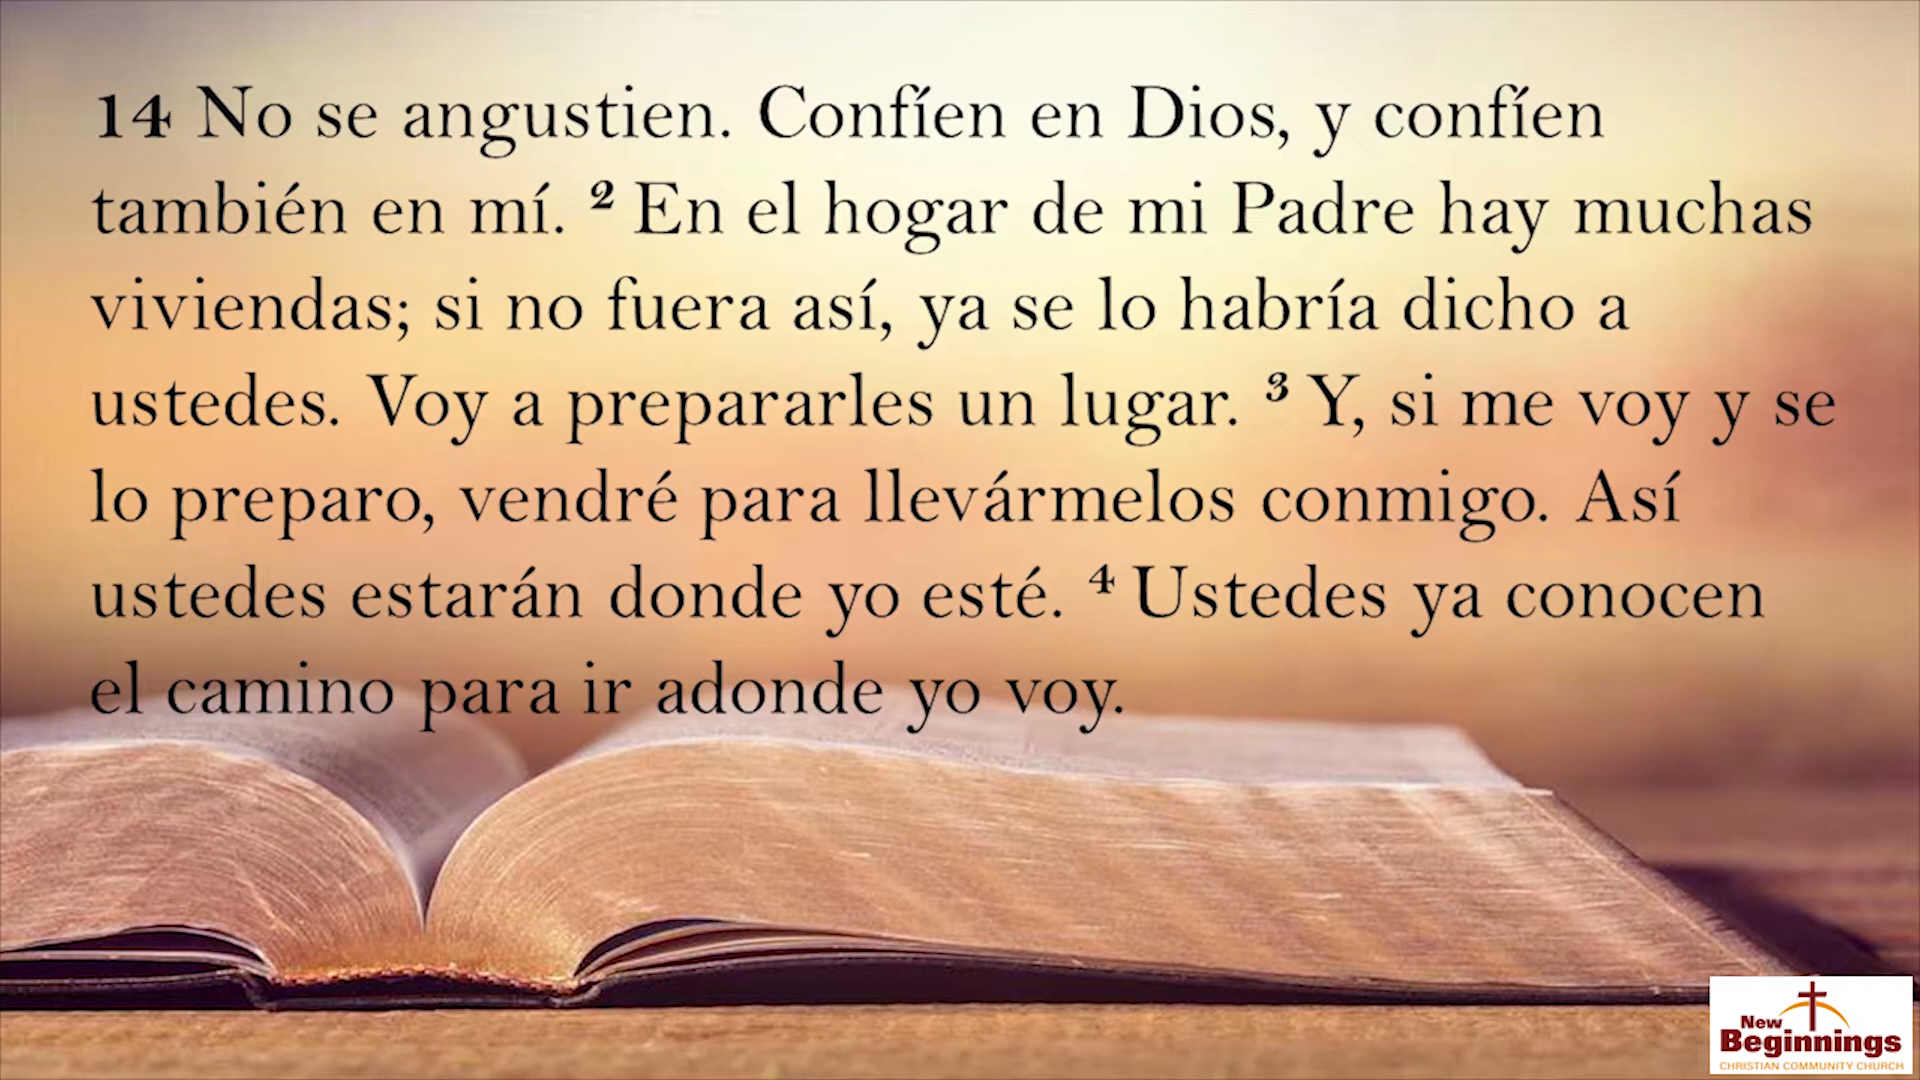 14 No se angustien. Confíen en Dios, y confíen
también en mí. 2 En el hogar de mi Padre hay muchas
viviendas; si no fuera así, ya se lo habría dicho a
ustedes. Voy a prepararles un lugar. 3 Y, si me voy y se
lo preparo, vendré para llevármelos conmigo. Así
ustedes estarán donde yo esté. 4 Ustedes ya conocen
el camino para ir adonde yo voy.
New
Beginnings
CHRISTIAN COMMUNITY CHURCH